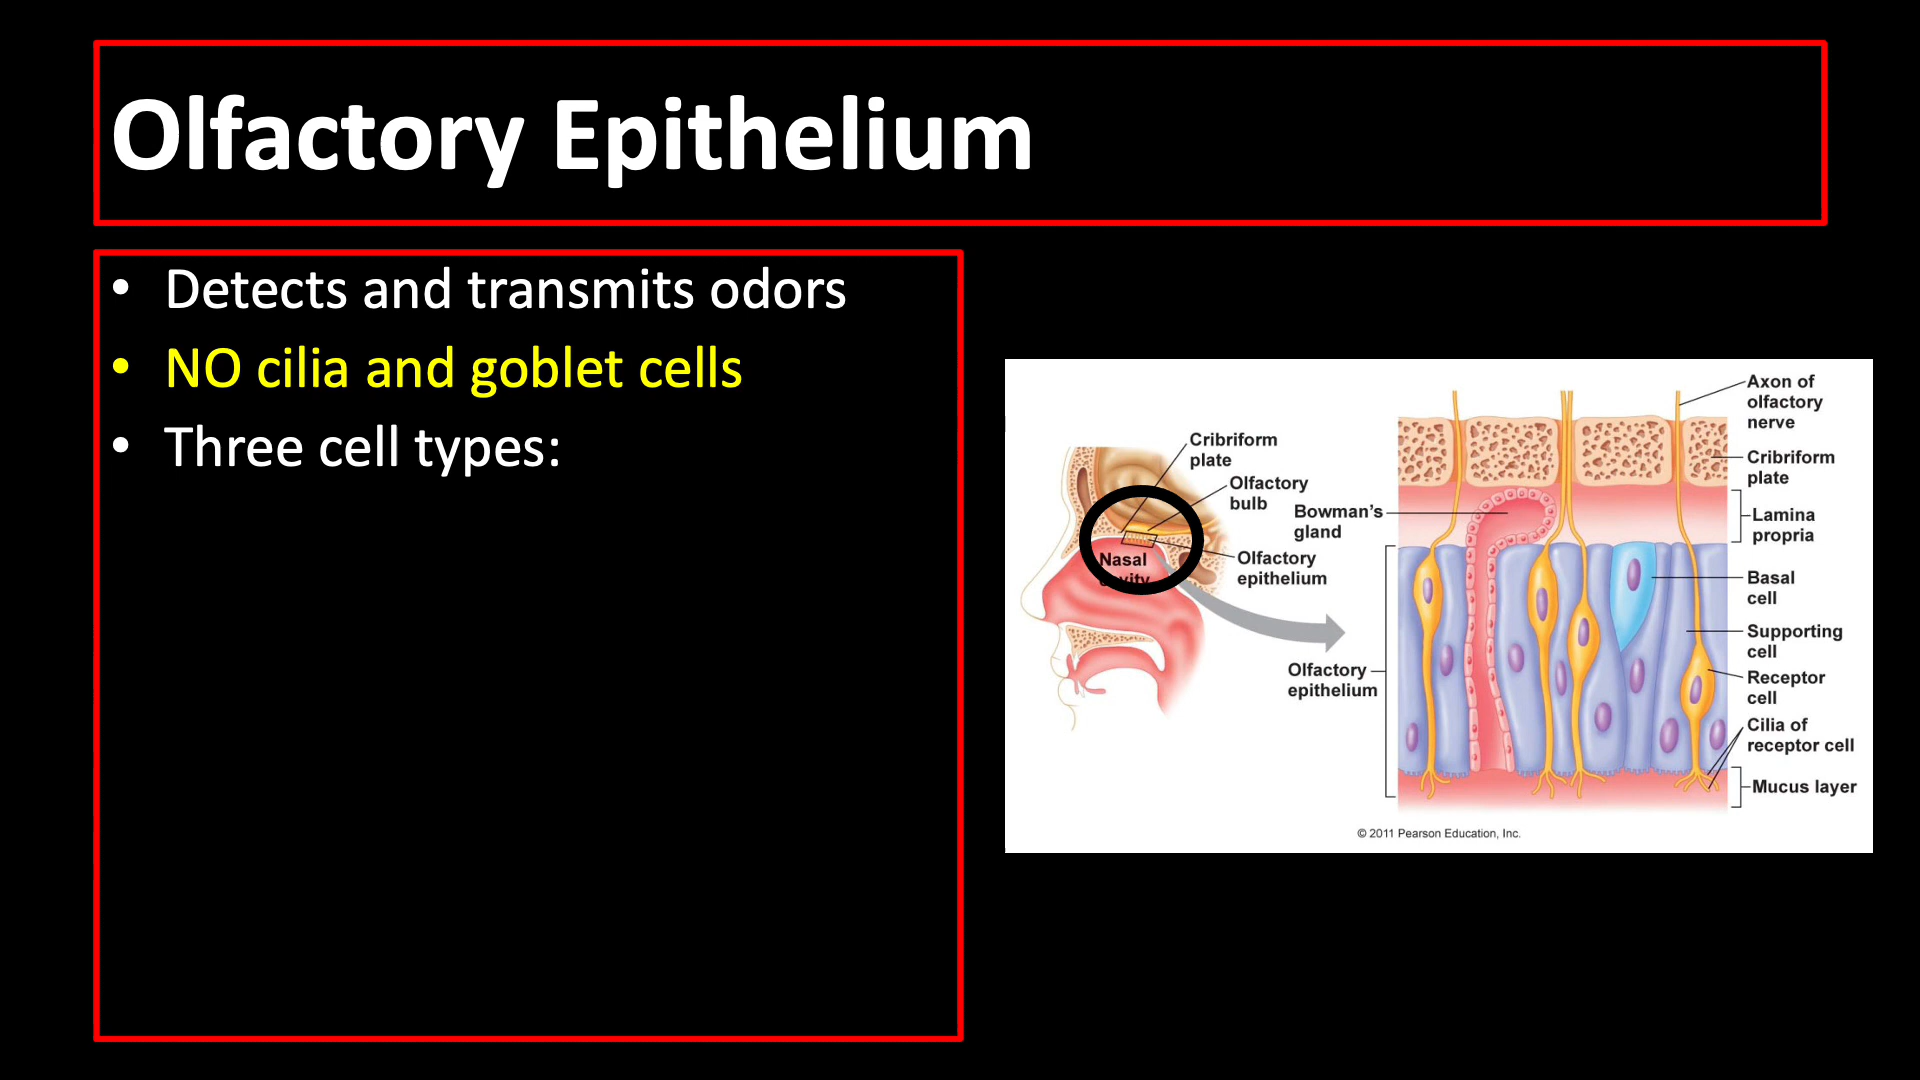 Olfactory Epithelium
• Detects and transmits odors
• NO cilia and goblet cells
• Three cell types:
Cribriform
plate
Olfactory
bulb
Olfactory
epithelium
Nasal
cavity
Bowman's
gland
Olfactory
epithelium
Axon of
olfactory
nerve
Cribriform
plate
Lamina
propria
Basal
cell
Supporting
cell
Receptor
cell
Cilia of
receptor cell
Mucus layer
© 2011 Pearson Education, Inc.